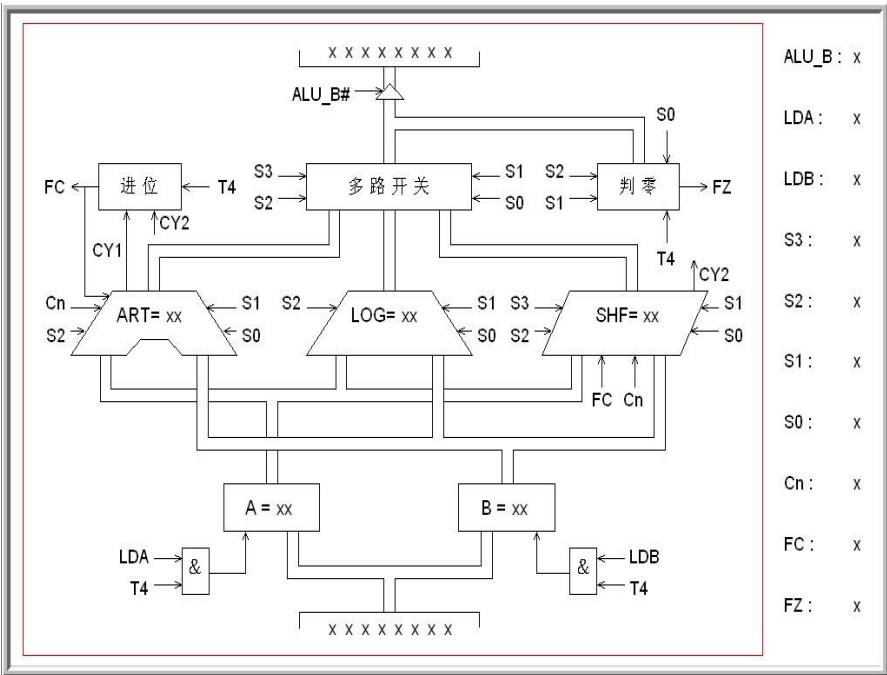 X X X X X X X X
ALU_B : X
ALU_B#
S0
LDA : X
S3 S1 S2
进 位 多 路 开 关 判 零
FC T4 FZ
S2 S0 S1
LDB : X
CY2
CY1 T4
S3 : X
CY2
Cn S1 S2 S1 S3 S1
ART= XX LOG= XX SHF= XX
S2 S0 S0 S2 S0
S2 : X
S1 : X
FC Cn
S0 : X
A = XX B = XX
Cn : X
LDA & & LDB
FC : X
T4 T4
FZ : X
X X X X X X X X